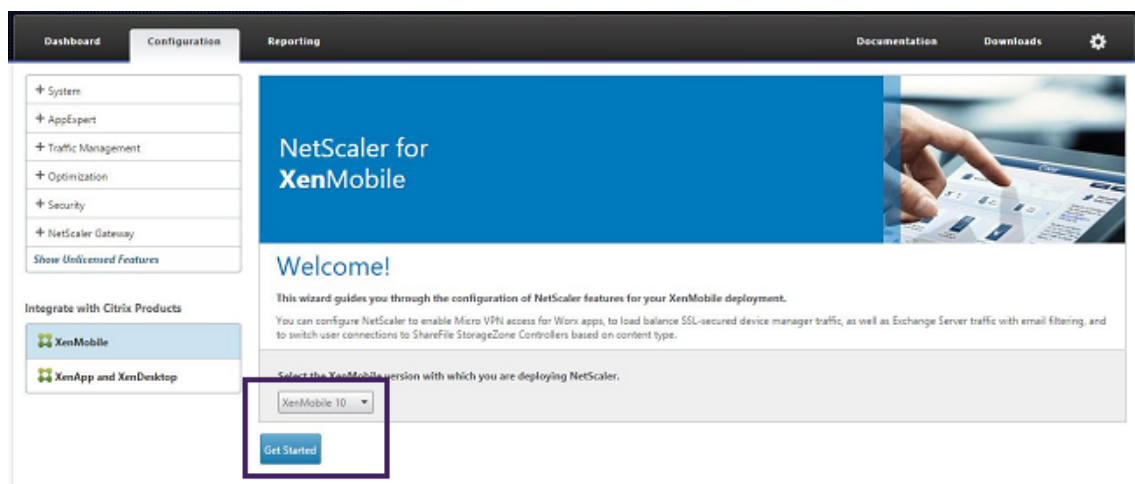 Dashboard
Configuration
Reporting
Documentation
Downloads
+ System
+ AppExpert
+ Traffic Management
+ Optimization
+ Security
+ NetScaler Gateway
Show Unlicensed Features
Integrate with Citrix Products
XenMobile
XenApp and XenDesktop
NetScaler for
XenMobile
Welcome!
This wizard guides you through the configuration of NetScaler features for your XenMobile deployment.
You can configure NetScaler to enable Micro VPN access for Worx apps, to load balance SSL-secured device manager traffic, as well as Exchange Server traffic with email filtering, and
to switch user connections to ShareFile StorageZone Controllers based on content type.
Select the XenMobile version with which you are deploying NetScaler.
XenMobile 10
Get Started